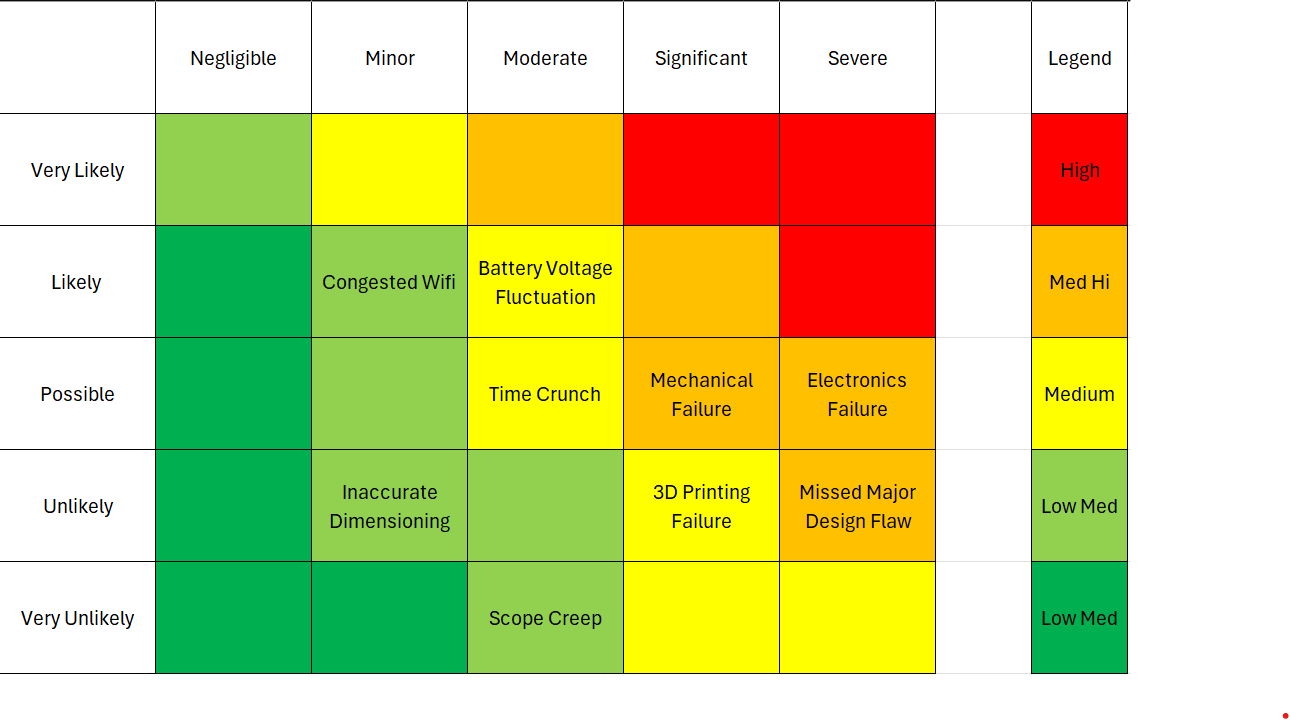 Negligible Minor Moderate Significant Severe Legend
Very Likely High
Likely Congested Wifi Battery Voltage Fluctuation Med Hi
Possible Time Crunch Mechanical Failure Electronics Failure Medium
Unlikely Inaccurate Dimensioning 3D Printing Failure Missed Major Design Flaw Low Med
Very Unlikely Scope Creep Low Med